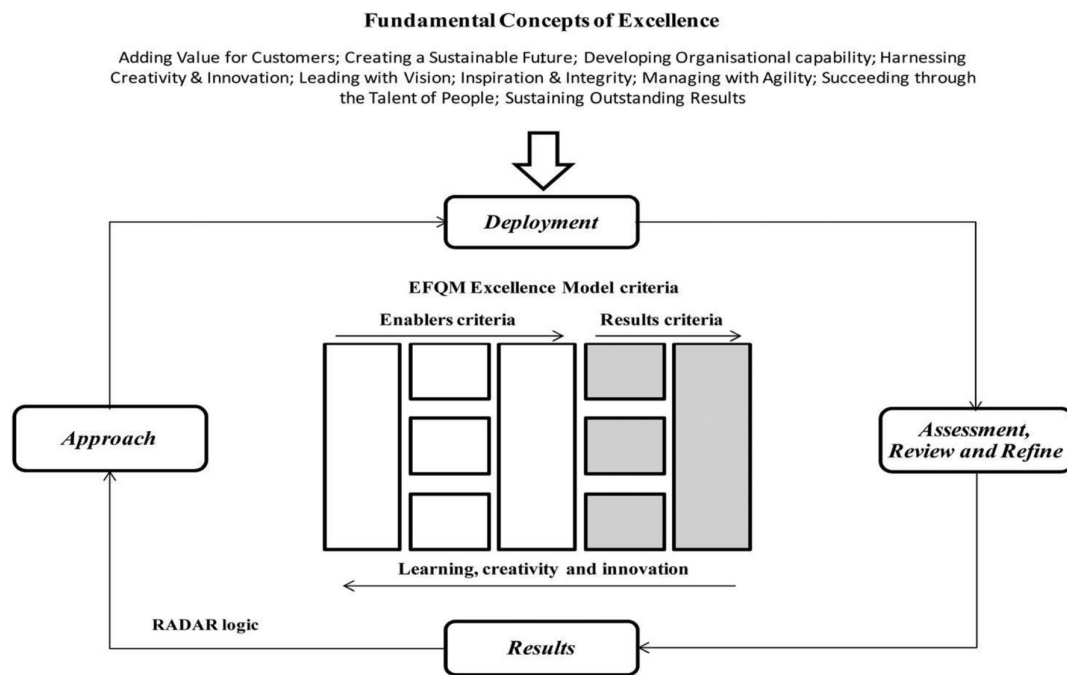 Fundamental Concepts of Excellence
Adding Value for Customers; Creating a Sustainable Future; Developing Organisational capability; Harnessing
Creativity & Innovation; Leading with Vision; Inspiration & Integrity; Managing with Agility; Succeeding through
the Talent of People; Sustaining Outstanding Results
Deployment
EFQM Excellence Model criteria
Enablers criteria
Results criteria
Approach
Assessment,
Review and Refine
Learning, creativity and innovation
RADAR logic
Results